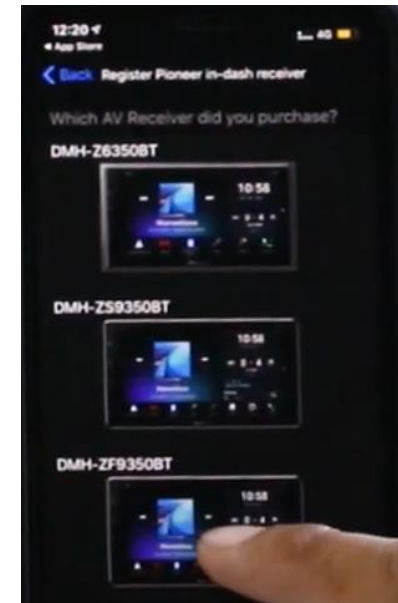 12:20
4G
App Store
Back Register Pioneer in-dash receiver
Which AV Receiver did you purchase?
DMH-Z6350BT
10:58
DMH-ZS9350BT
10:58
DMH-ZF9350BT
10:58